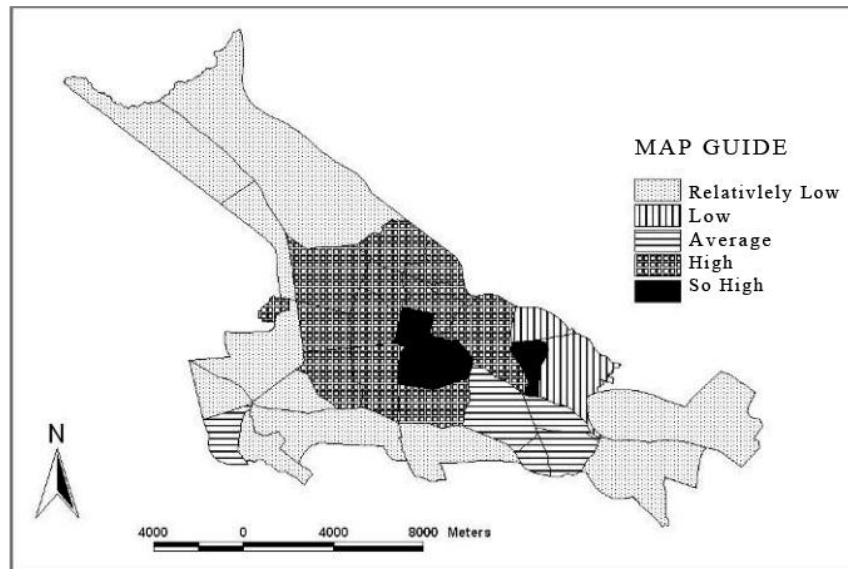 MAP GUIDE
Relativlely Low
Low
Average
High
So High
N
4000 0 4000 8000 Meters